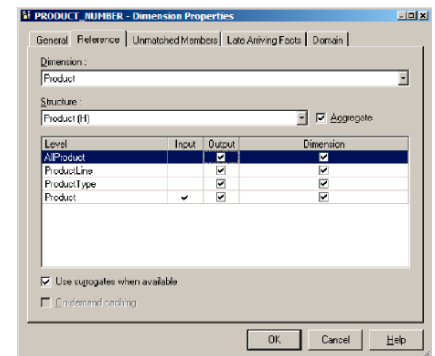 PRODUCT_NUMBER - Dimension Properties
General Reference Unmatched Members Late Arriving Facts Domain
Dimension :
Product
Structure :
Product (H) Aggregate
Level Input Output Dimension
AllProduct
ProductLine
ProductType
Product
Use surrogates when available
On-demand caching
OK Cancel Help